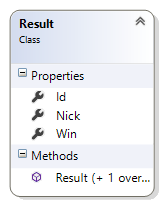 Result
Class
Properties
Id
Nick
Win
Methods
Result (+ 1 over...